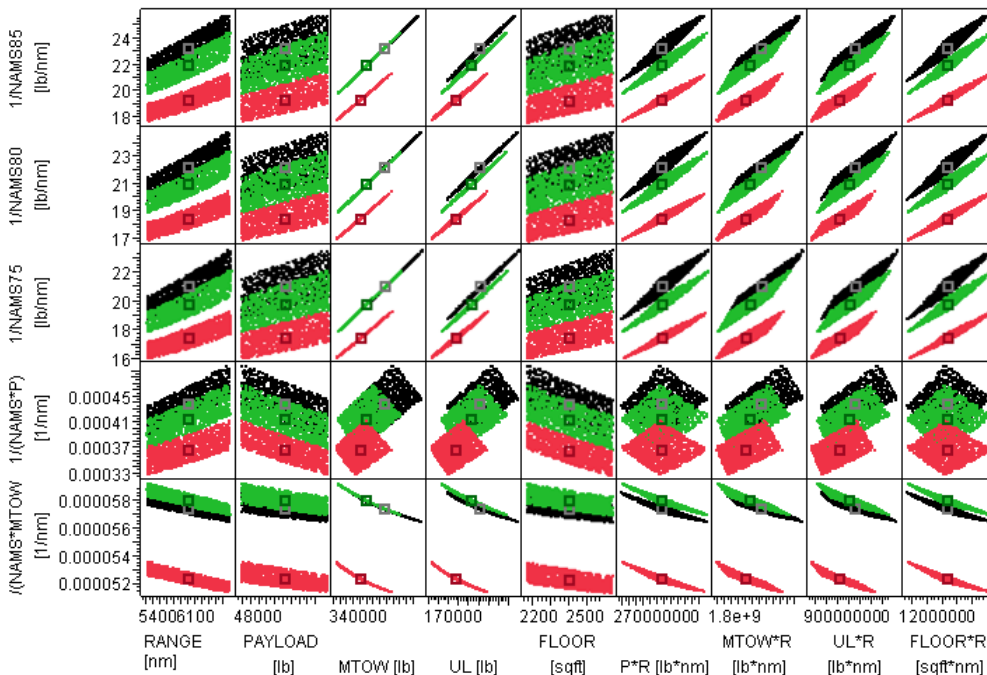 1/NAMS85
[lb/nm]
24
22
20
18
1/NAMS80
[lb/nm]
23
21
19
17
1/NAMS75
[lb/nm]
22
20
18
16
1/(NAMS*P)
[1/nm]
0.00045
0.00041
0.00037
0.00033
/(NAMS*MTOW
[1/nm]
0.000058
0.000056
0.000054
0.000052
54006100 48000 340000 170000 2200 2500 2700000000 1.8e+9 9000000000 12000000
RANGE PAYLOAD FLOOR MTOW*R UL*R FLOOR*R
[nm] [lb] MTOW [lb] UL [lb] [sqft] P*R [lb*nm] [lb*nm] [lb*nm] [sqft*nm]